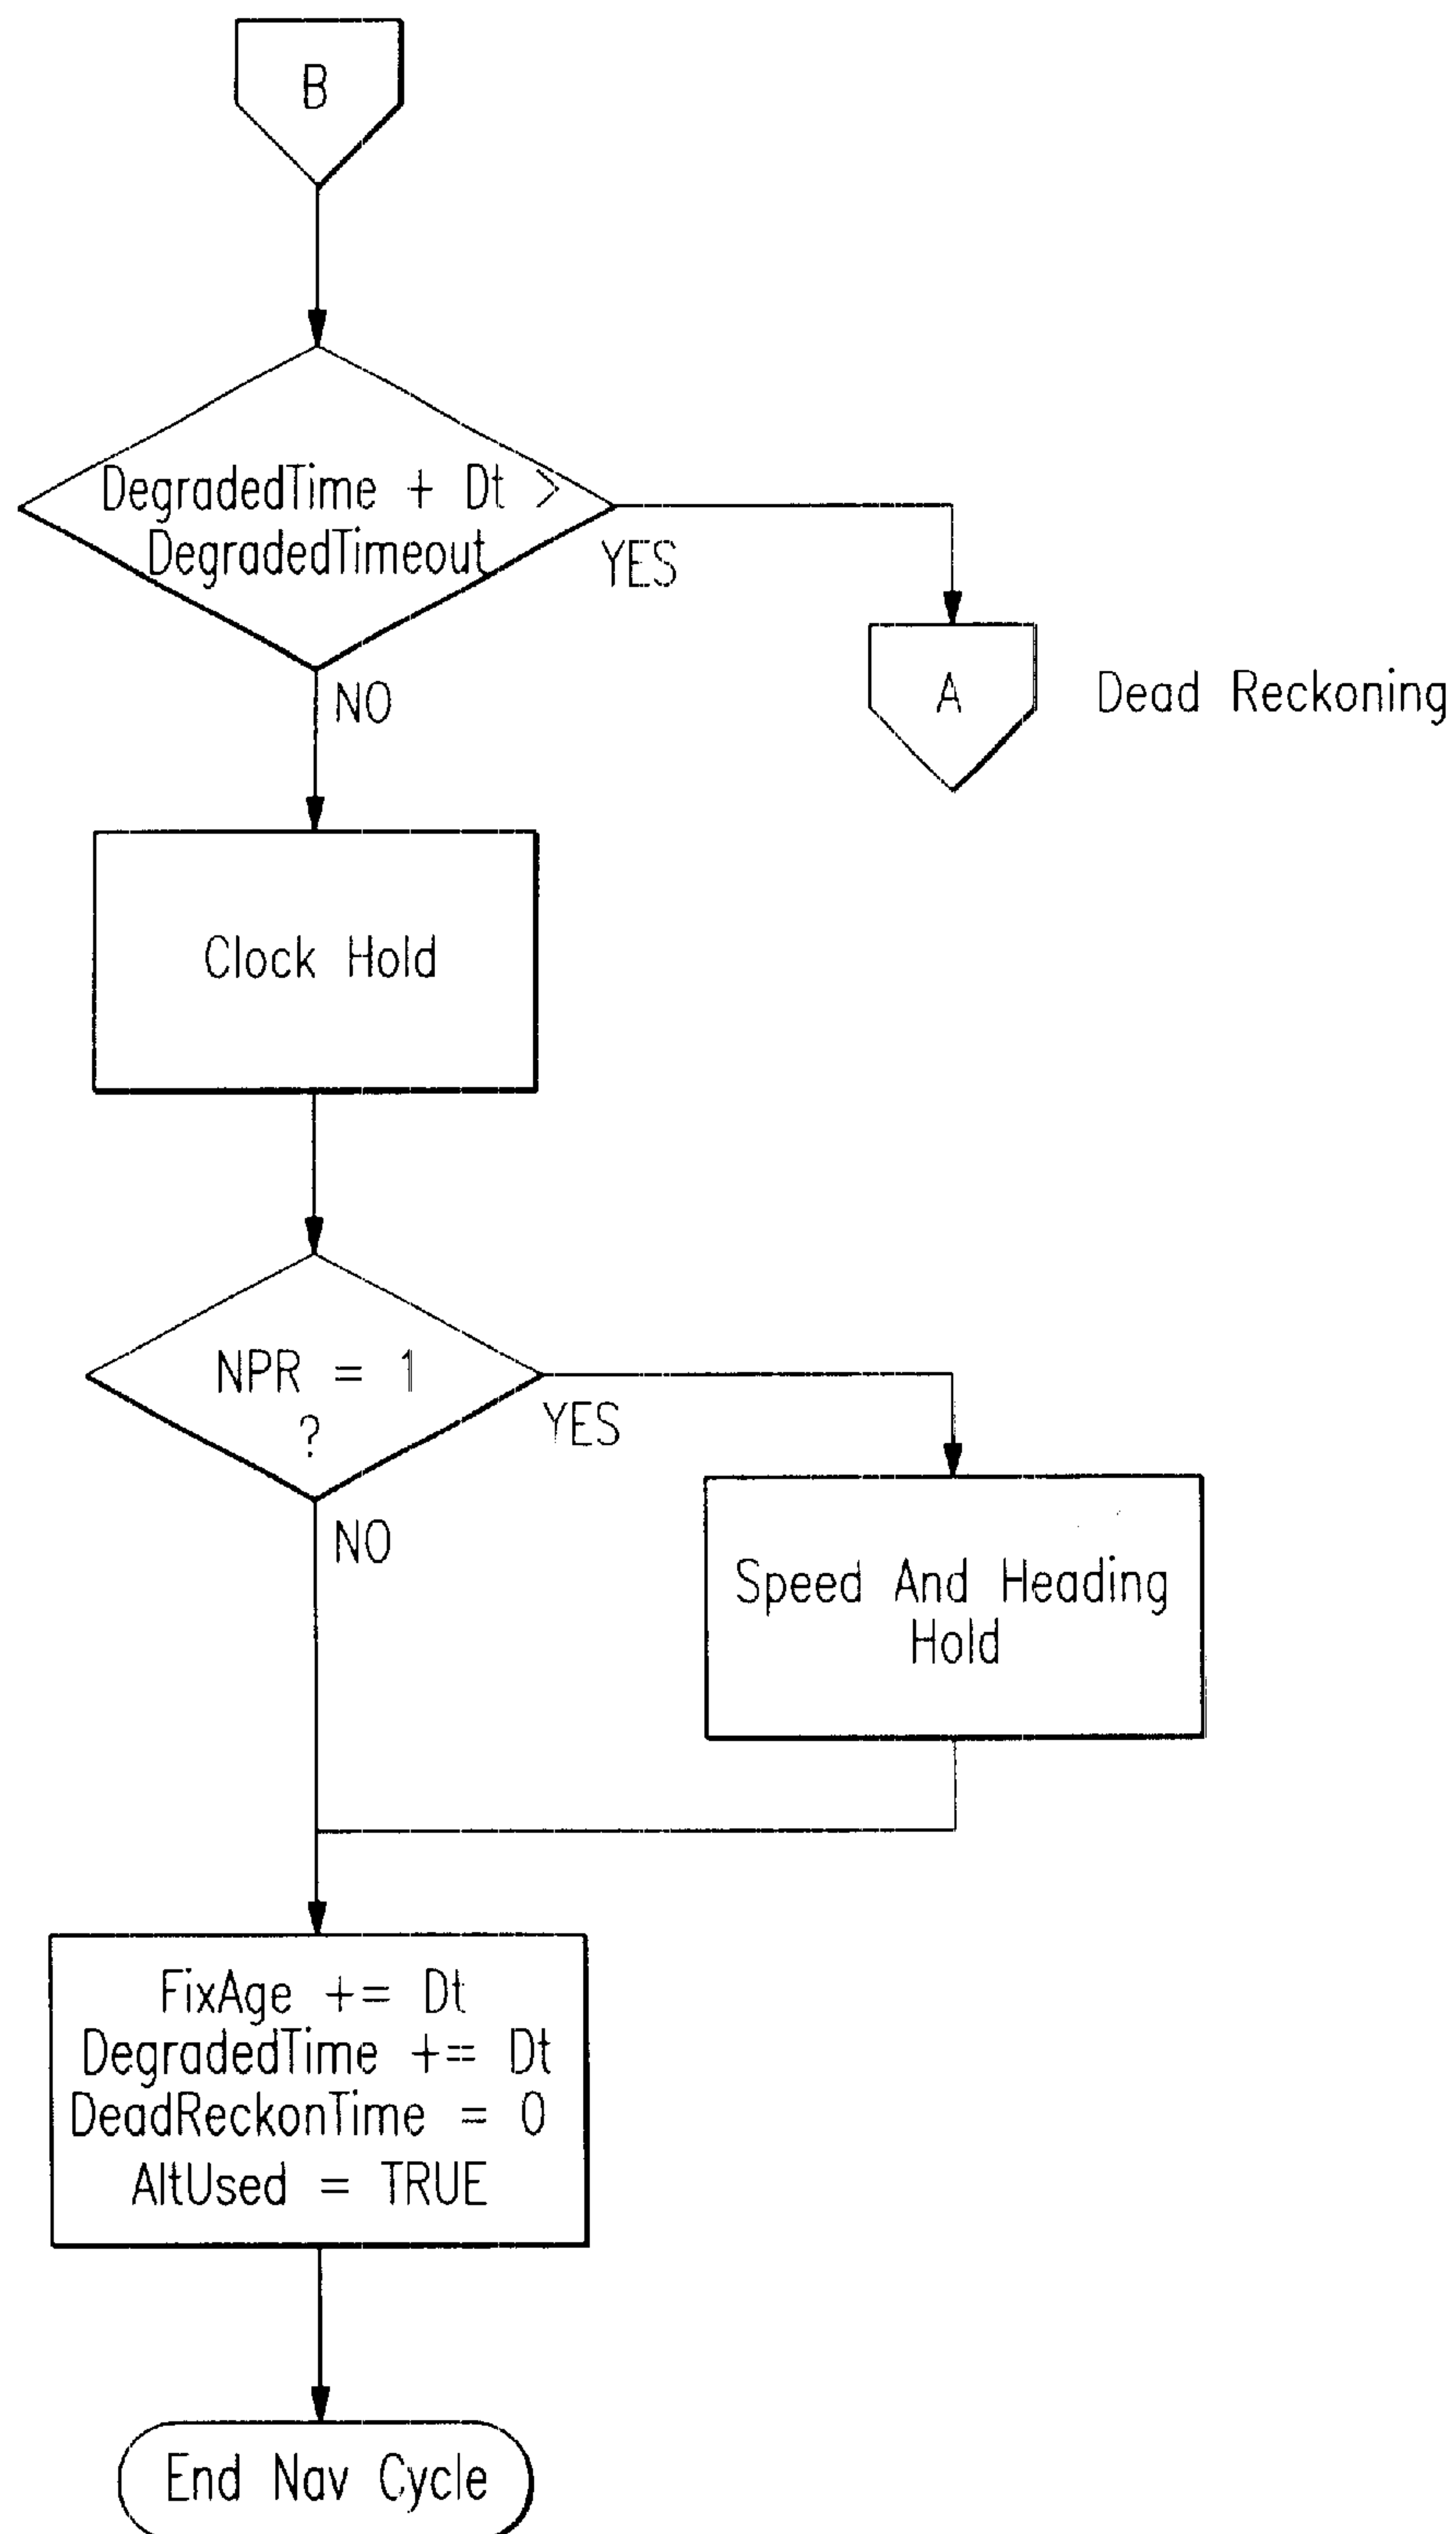 B
DegradedTime + Dt >
DegradedTimeout
YES
NO
A
Dead Reckoning
Clock Hold
NPR = 1
?
YES
NO
Speed And Heading
Hold
FixAge += Dt
DegradedTime += Dt
DeadReckonTime = 0
AltUsed = TRUE
End Nav Cycle